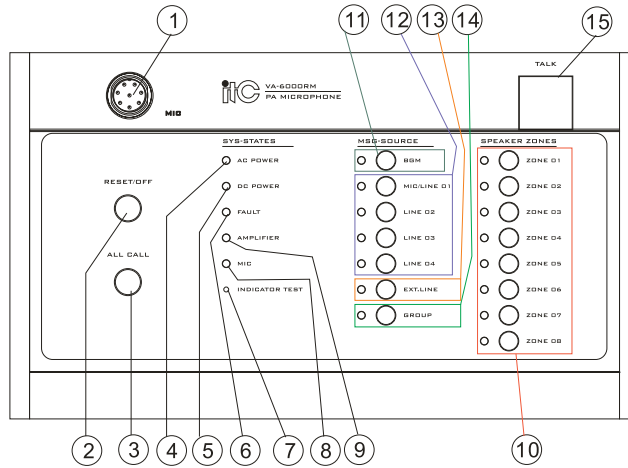 1
11
12
13
14
15
TALK
itc VA-6000RM
PA MICROPHONE
MIC
SYS-STATES
AC POWER
DC POWER
FAULT
AMPLIFIER
MIC
INDICATOR TEST
RESET/OFF
ALL CALL
MSG-SOURCE
BGM
MIC/LINE 01
LINE 02
LINE 03
LINE 04
EXT.LINE
GROUP
SPEAKER ZONES
ZONE 01
ZONE 02
ZONE 03
ZONE 04
ZONE 05
ZONE 06
ZONE 07
ZONE 08
2
3
4
5
6
7
8
9
10